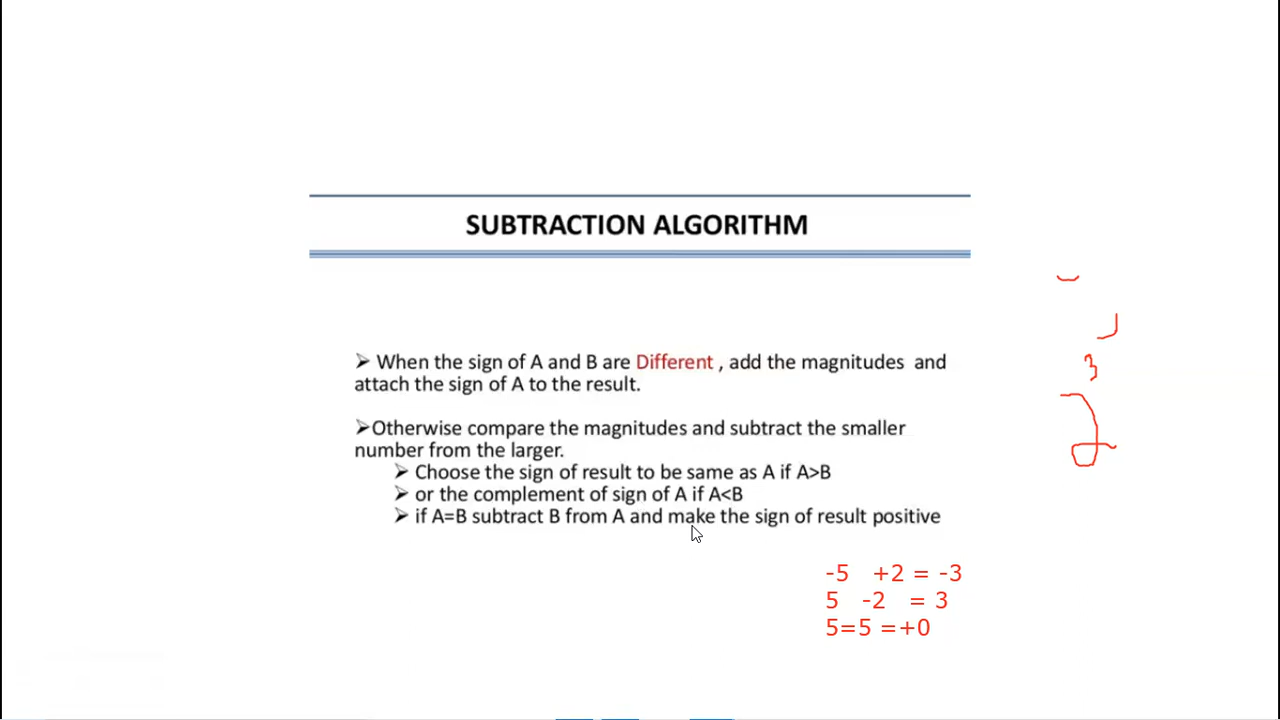 SUBTRACTION ALGORITHM
➢ When the sign of A and B are Different , add the magnitudes and
attach the sign of A to the result.
➢Otherwise compare the magnitudes and subtract the smaller
number from the larger.
➢ Choose the sign of result to be same as A if A>B
➢ or the complement of sign of A if A<B
➢ if A=B subtract B from A and make the sign of result positive
-5 +2 = -3
5 -2 = 3
5=5 =+0
3